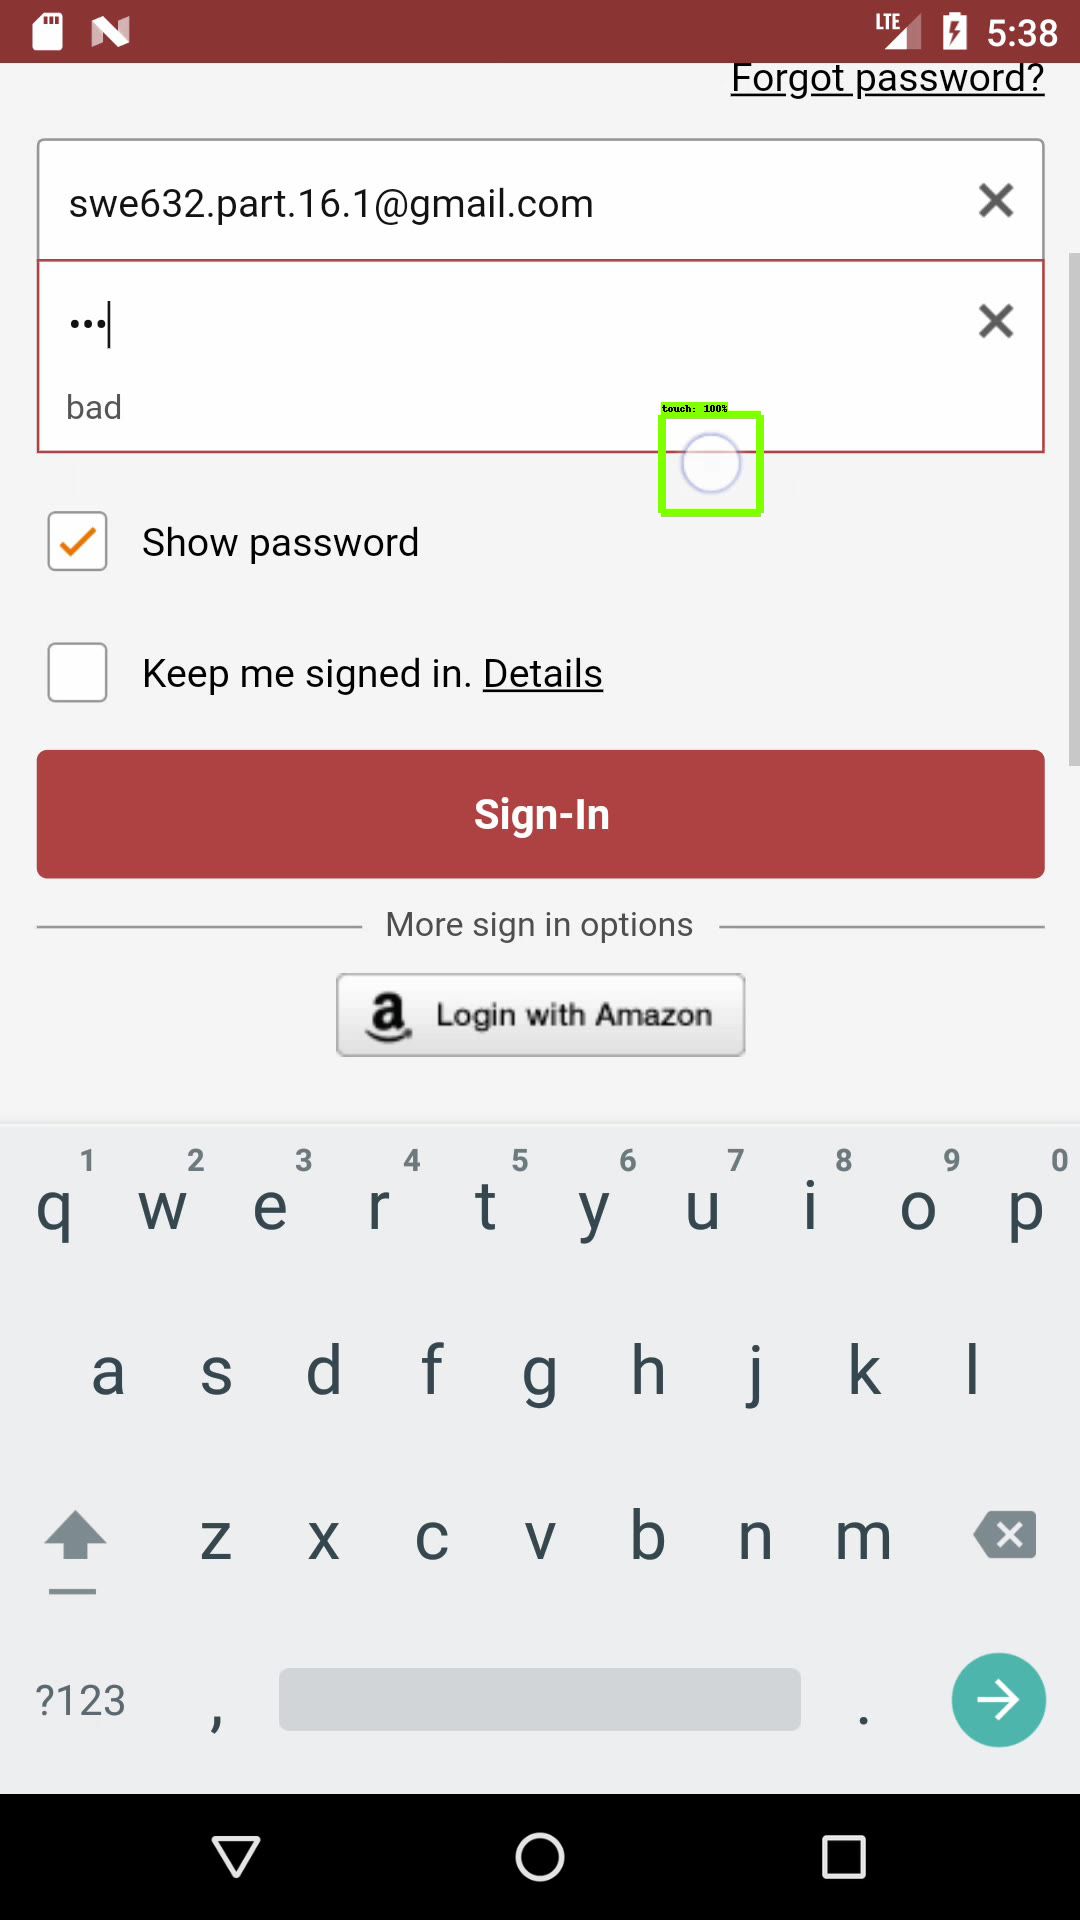 LTE 5:38
Forgot password?
swe632.part.16.1@gmail.com
•••
bad
touch: 100%
Show password
Keep me signed in. Details
Sign-In
More sign in options
a Login with Amazon
1 2 3 4 5 6 7 8 9 0
q w e r t y u i o p
a s d f g h j k l
z x c v b n m
?123 , .